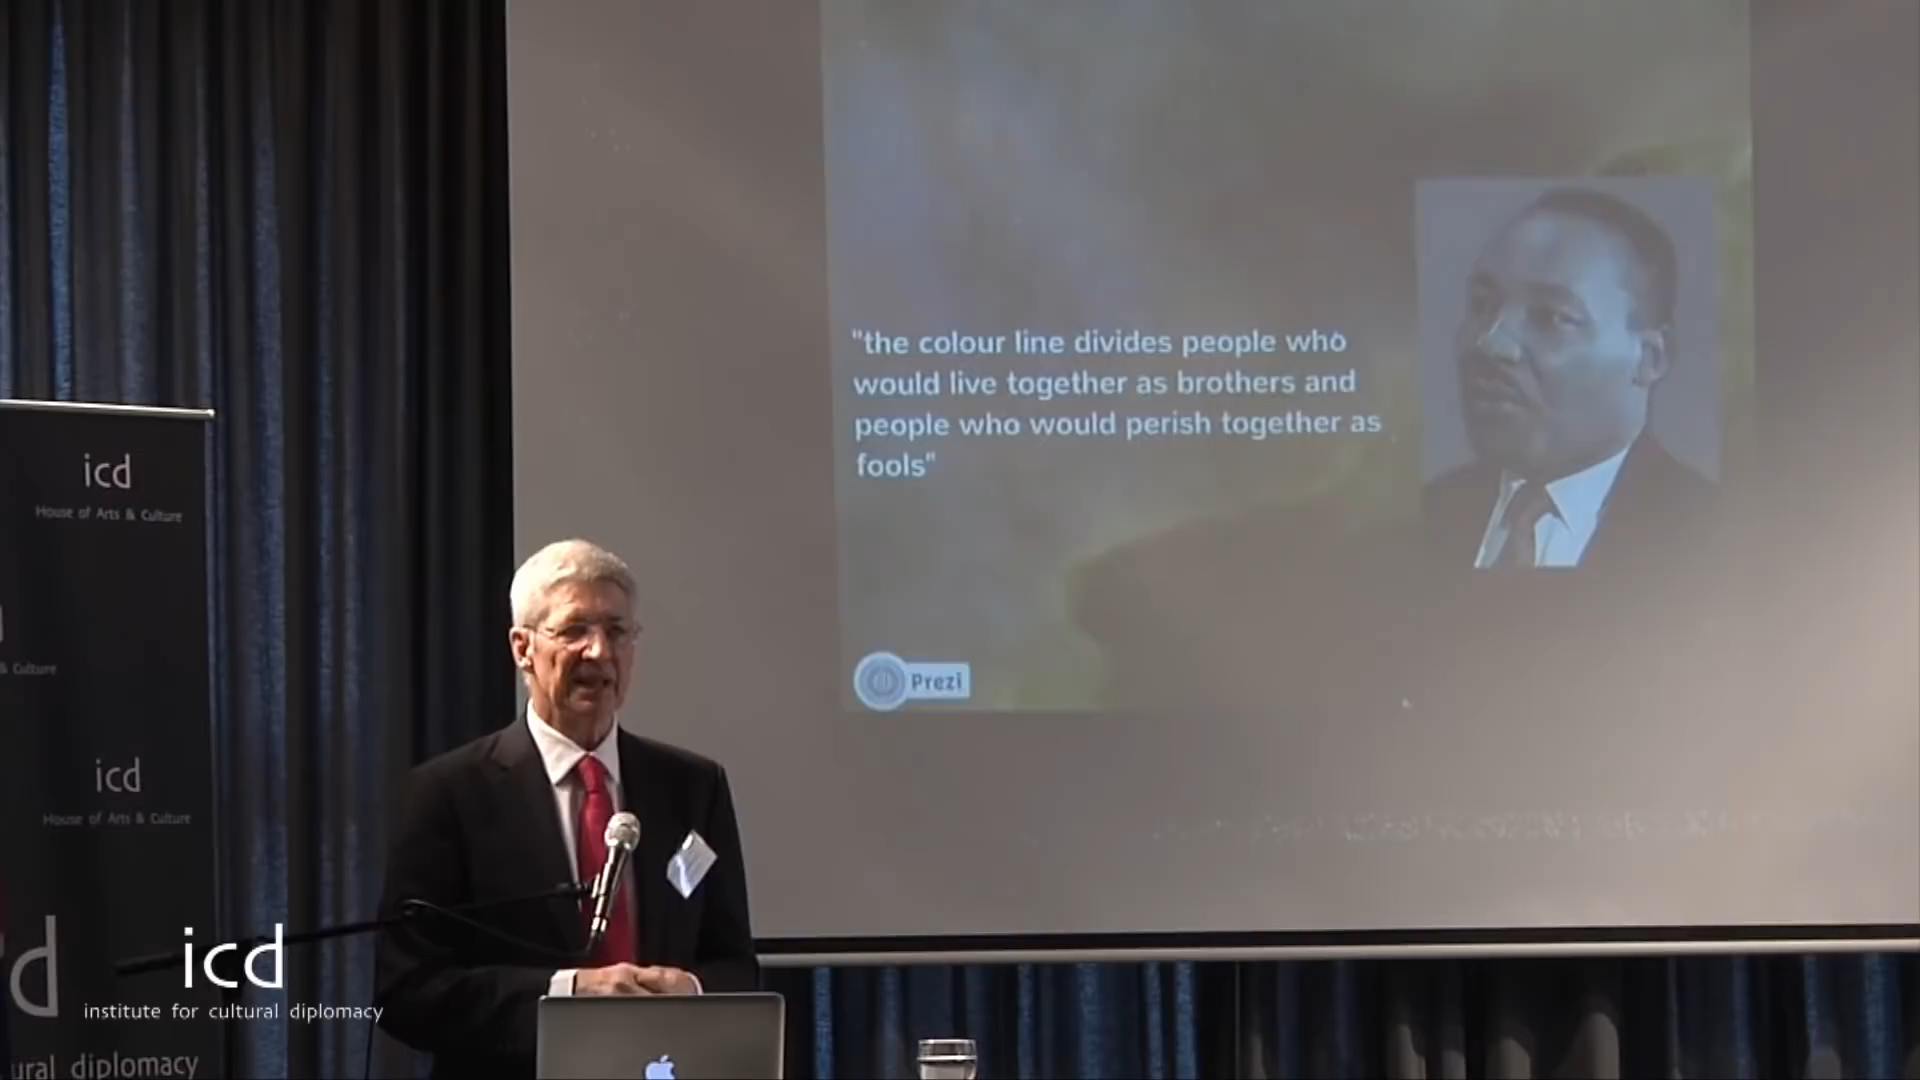 "the colour line divides people who
would live together as brothers and
people who would perish together as
fools"
Prezi
icd
House of Arts & Culture
& Culture
icd
House of Arts & Culture
d
ural diplomacy
icd
institute for cultural diplomacy